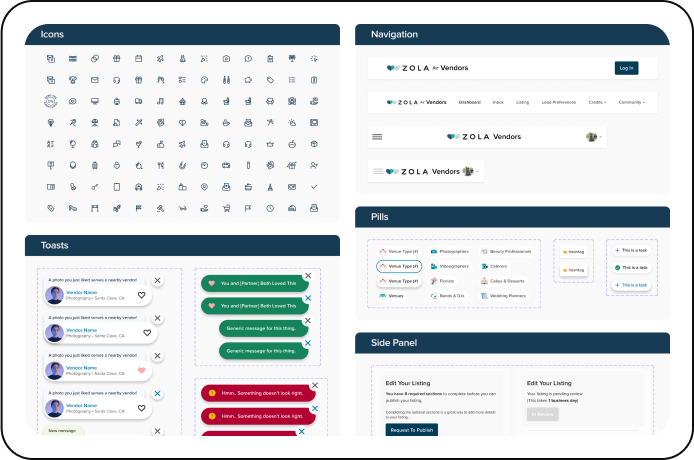 Icons
Toasts
A photo you just liked serves a nearby vendor!
Vendor Name
Photography • Santa Cava, CA
A photo you just liked serves a nearby vendor!
Vendor Name
Photography • Santa Cava, CA
A photo you just liked serves a nearby vendor!
Vendor Name
Photography • Santa Cava, CA
A photo you just liked serves a nearby vendor!
Vendor Name
Photography • Santa Cava, CA
New message
You and [Partner] Both Loved This
You and [Partner] Both Loved This
Generic message for this thing.
Generic message for this thing.
Hmm.. Something doesn't look right.
Hmm.. Something doesn't look right.
Navigation
ZOLA for Vendors
Log In
ZOLA for Vendors Dashboard Inbox Listing Lead Preferences Credits Community
ZOLA Vendors
ZOLA Vendors
Pills
Venue Type (#) Photographers Beauty Professionals
Venue Type (#) Videographers Caterers
Venue Type (#) Florists Cakes & Desserts
Venues Bands & DJs Wedding Planners
hashtag
hashtag
+ This is a task
This is a task
+ This is a task
Side Panel
Edit Your Listing
You have 8 required sections to complete before you can
publish your listing.
Completing the optional sections is a great way to add more details
to your listing.
Request To Publish
Edit Your Listing
Your listing is pending review
(This takes 1 business day)
In Review